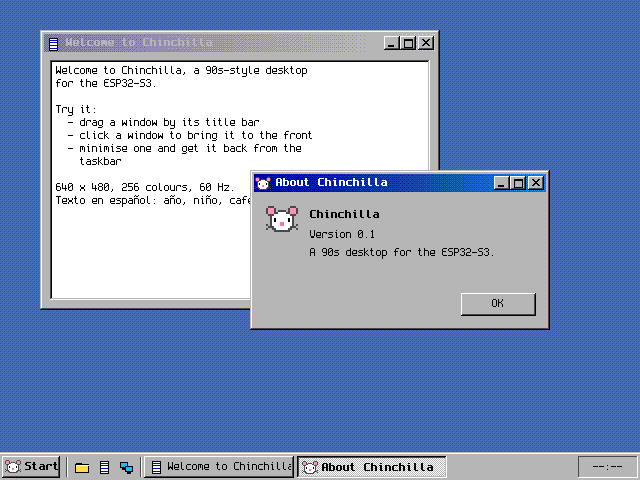 Welcome to Chinchilla
Welcome to Chinchilla, a 90s-style desktop
for the ESP32-S3.
Try it:
- drag a window by its title bar
- click a window to bring it to the front
- minimise one and get it back from the
taskbar
640 x 480, 256 colours, 60 Hz.
Texto en español: año, niño, cafe
About Chinchilla
Chinchilla
Version 0.1
A 90s desktop for the ESP32-S3.
OK
Start
Welcome to Chinchilla
About Chinchilla
--:--